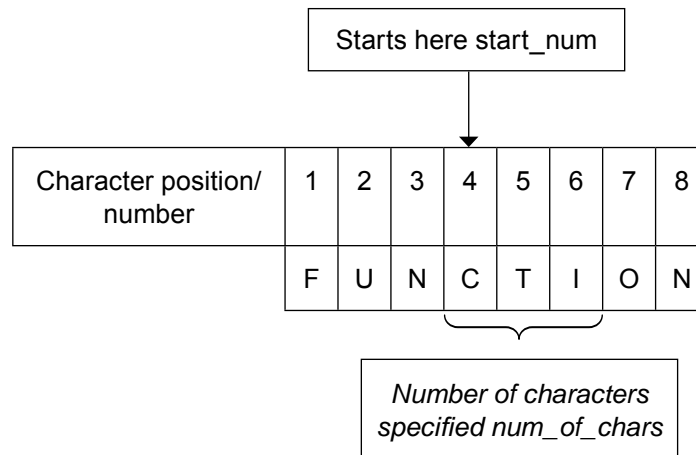 Starts here start_num
Character position/
number
1 2 3 4 5 6 7 8
F U N C T I O N
Number of characters
specified num_of_chars